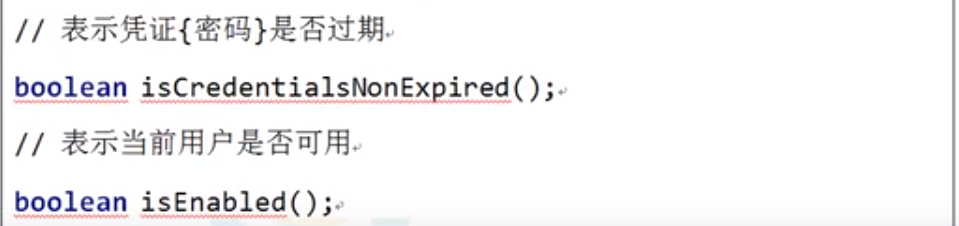 // 表示凭证{密码}是否过期
boolean isCredentialsNonExpired();
// 表示当前用户是否可用
boolean isEnabled();